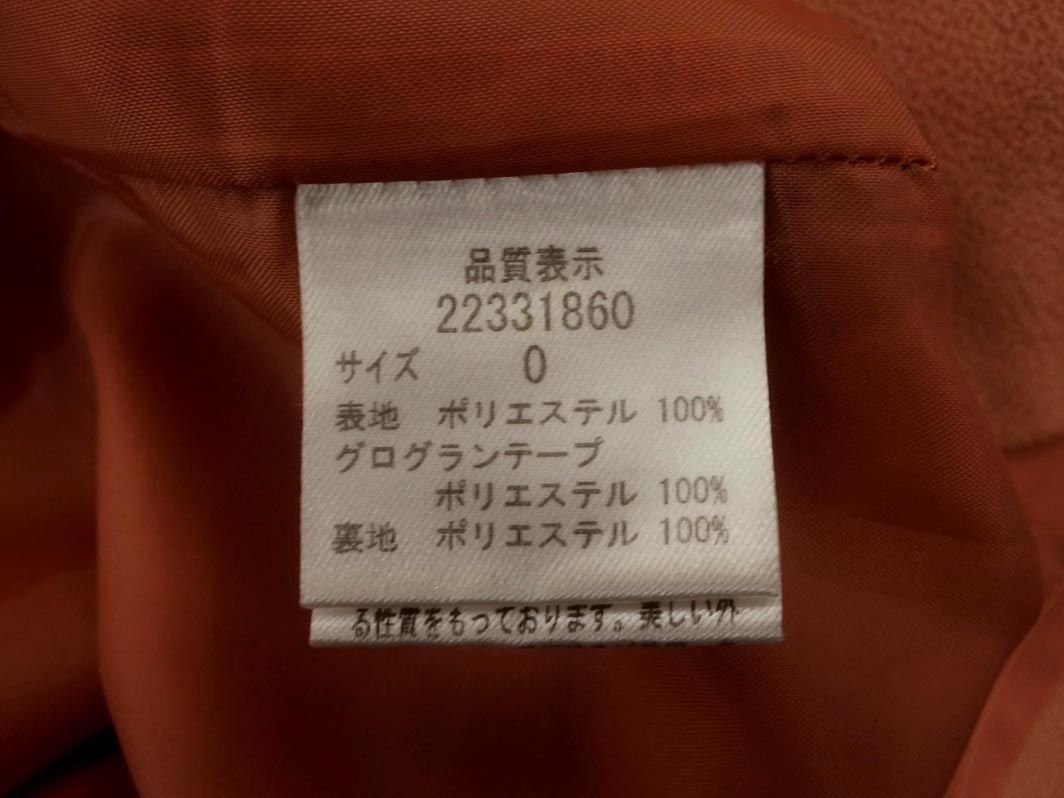 品質表示
22331860
サイズ 0
表地 ポリエステル 100%
グログランテープ
ポリエステル 100%
裏地 ポリエステル 100%
る性質をもっております。美しい外